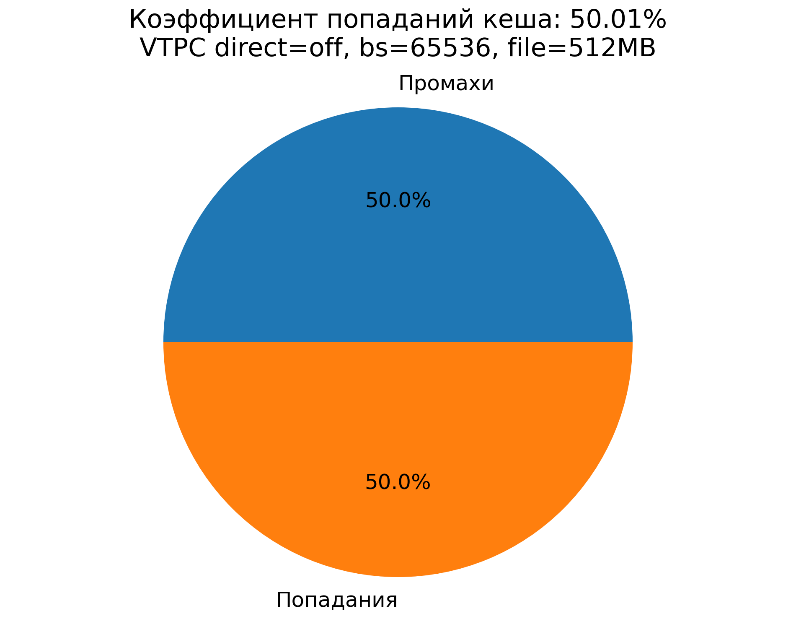 Коэффициент попаданий кеша: 50.01%
VTPC direct=off, bs=65536, file=512MB
Промахи
50.0%
50.0%
Попадания